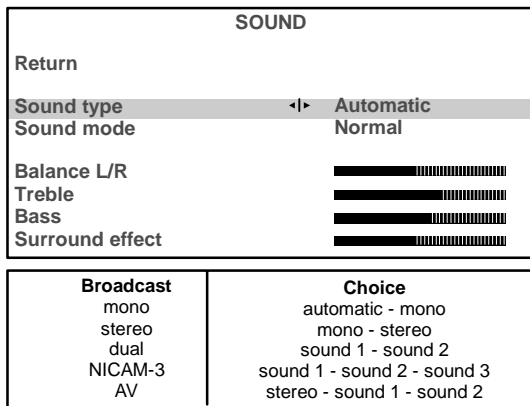 SOUND
Return
Sound type Automatic
Sound mode Normal
Balance L/R
Treble
Bass
Surround effect
Broadcast Choice
mono automatic - mono
stereo mono - stereo
dual sound 1 - sound 2
NICAM-3 sound 1 - sound 2 - sound 3
AV stereo - sound 1 - sound 2